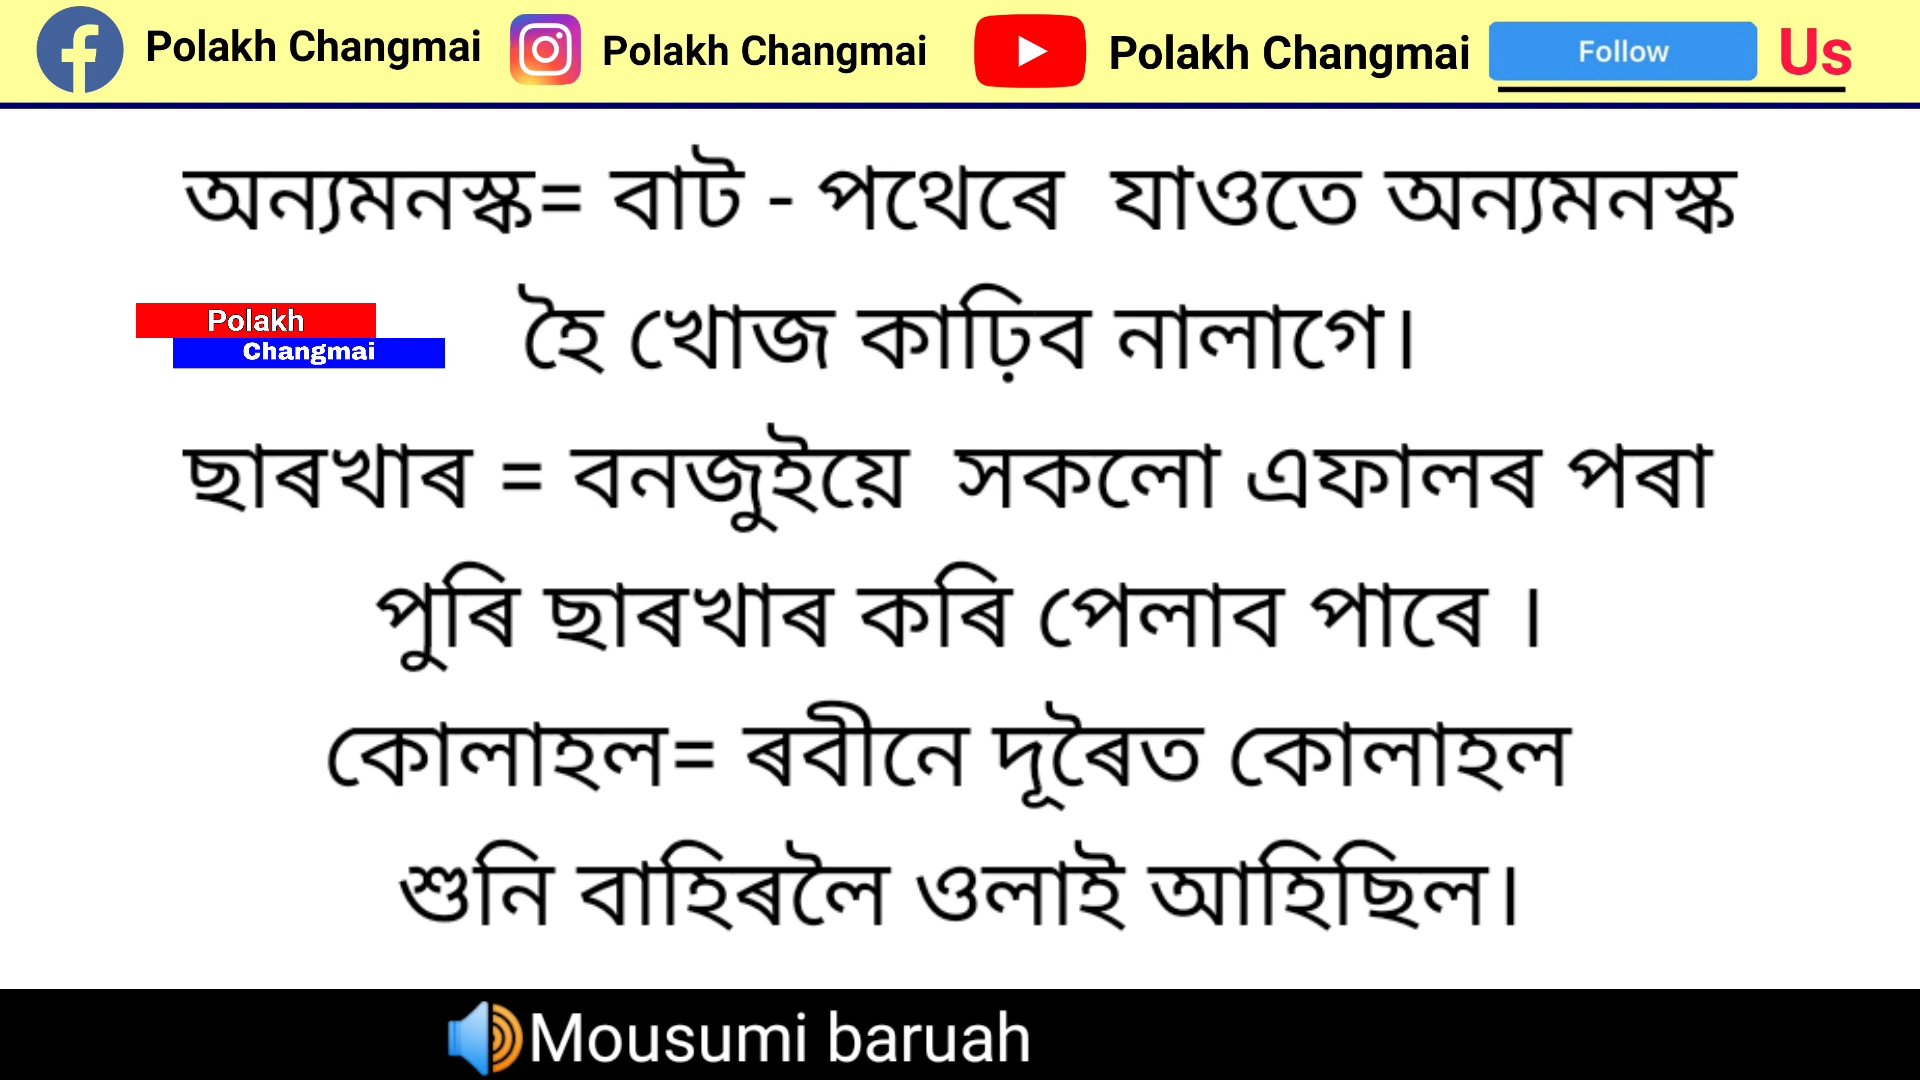 Polakh Changmai Polakh Changmai Polakh Changmai Follow Us
অন্যমনস্ক= বাট - পথেৰে যাওতে অন্যমনস্ক
Polakh
Changmai
হৈ খোজ কাঢ়িব নালাগে।
ছাৰখাৰ = বনজুইয়ে সকলো এফালৰ পৰা
পুৰি ছাৰখাৰ কৰি পেলাব পাৰে ।
কোলাহল= ৰবীনে দূৰৈত কোলাহল
শুনি বাহিৰলৈ ওলাই আহিছিল।
Mousumi baruah